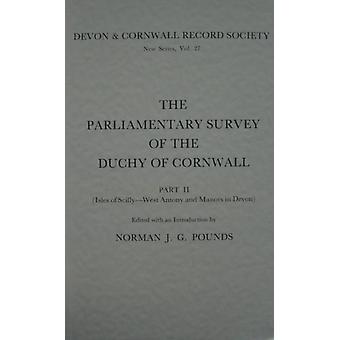 DEVON & CORNWALL RECORD SOCIETY
New Series, Vol. 27
THE
PARLIAMENTARY SURVEY
OF THE
DUCHY OF CORNWALL
PART II
(Isles of Scilly—West Antony and Manors in Devon)
Edited with an Introduction by
NORMAN J. G. POUNDS